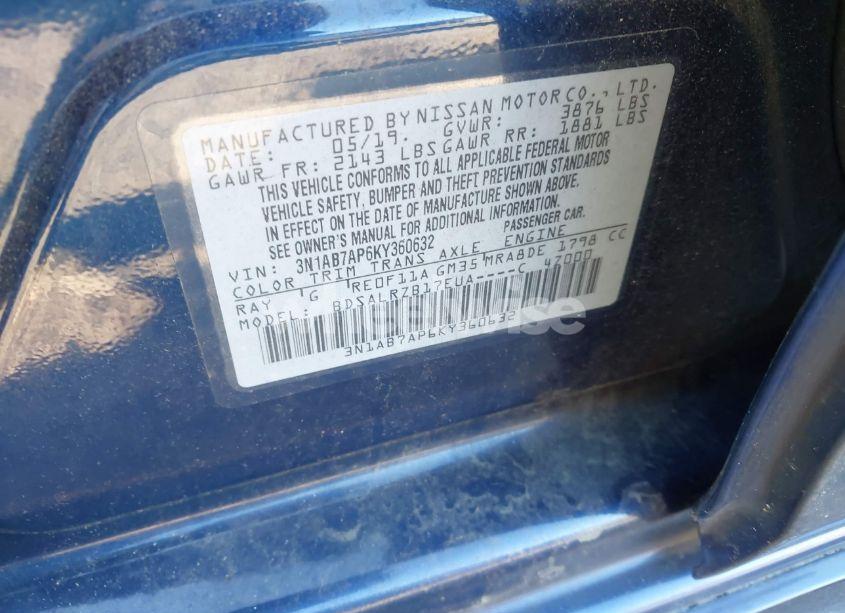 MANUFACTURED BY NISSAN MOTOR CO., LTD.
DATE: 05/19. GVWR: 3876 LBS
GAWR FR: 2143 LBS GAWR RR: 1881 LBS
THIS VEHICLE CONFORMS TO ALL APPLICABLE FEDERAL MOTOR
VEHICLE SAFETY, BUMPER AND THEFT PREVENTION STANDARDS
IN EFFECT ON THE DATE OF MANUFACTURE SHOWN ABOVE.
SEE OWNER'S MANUAL FOR ADDITIONAL INFORMATION.
VIN: 3N1AB7AP6KY360632 PASSENGER CAR.
COLOR TRIM TRANS AXLE ENGINE
RAY G RE0F11A GM35 MRA8DE 1798 CC
MODEL: BDSALRZB17EUA----C 47000
3N1AB7AP6KY360632